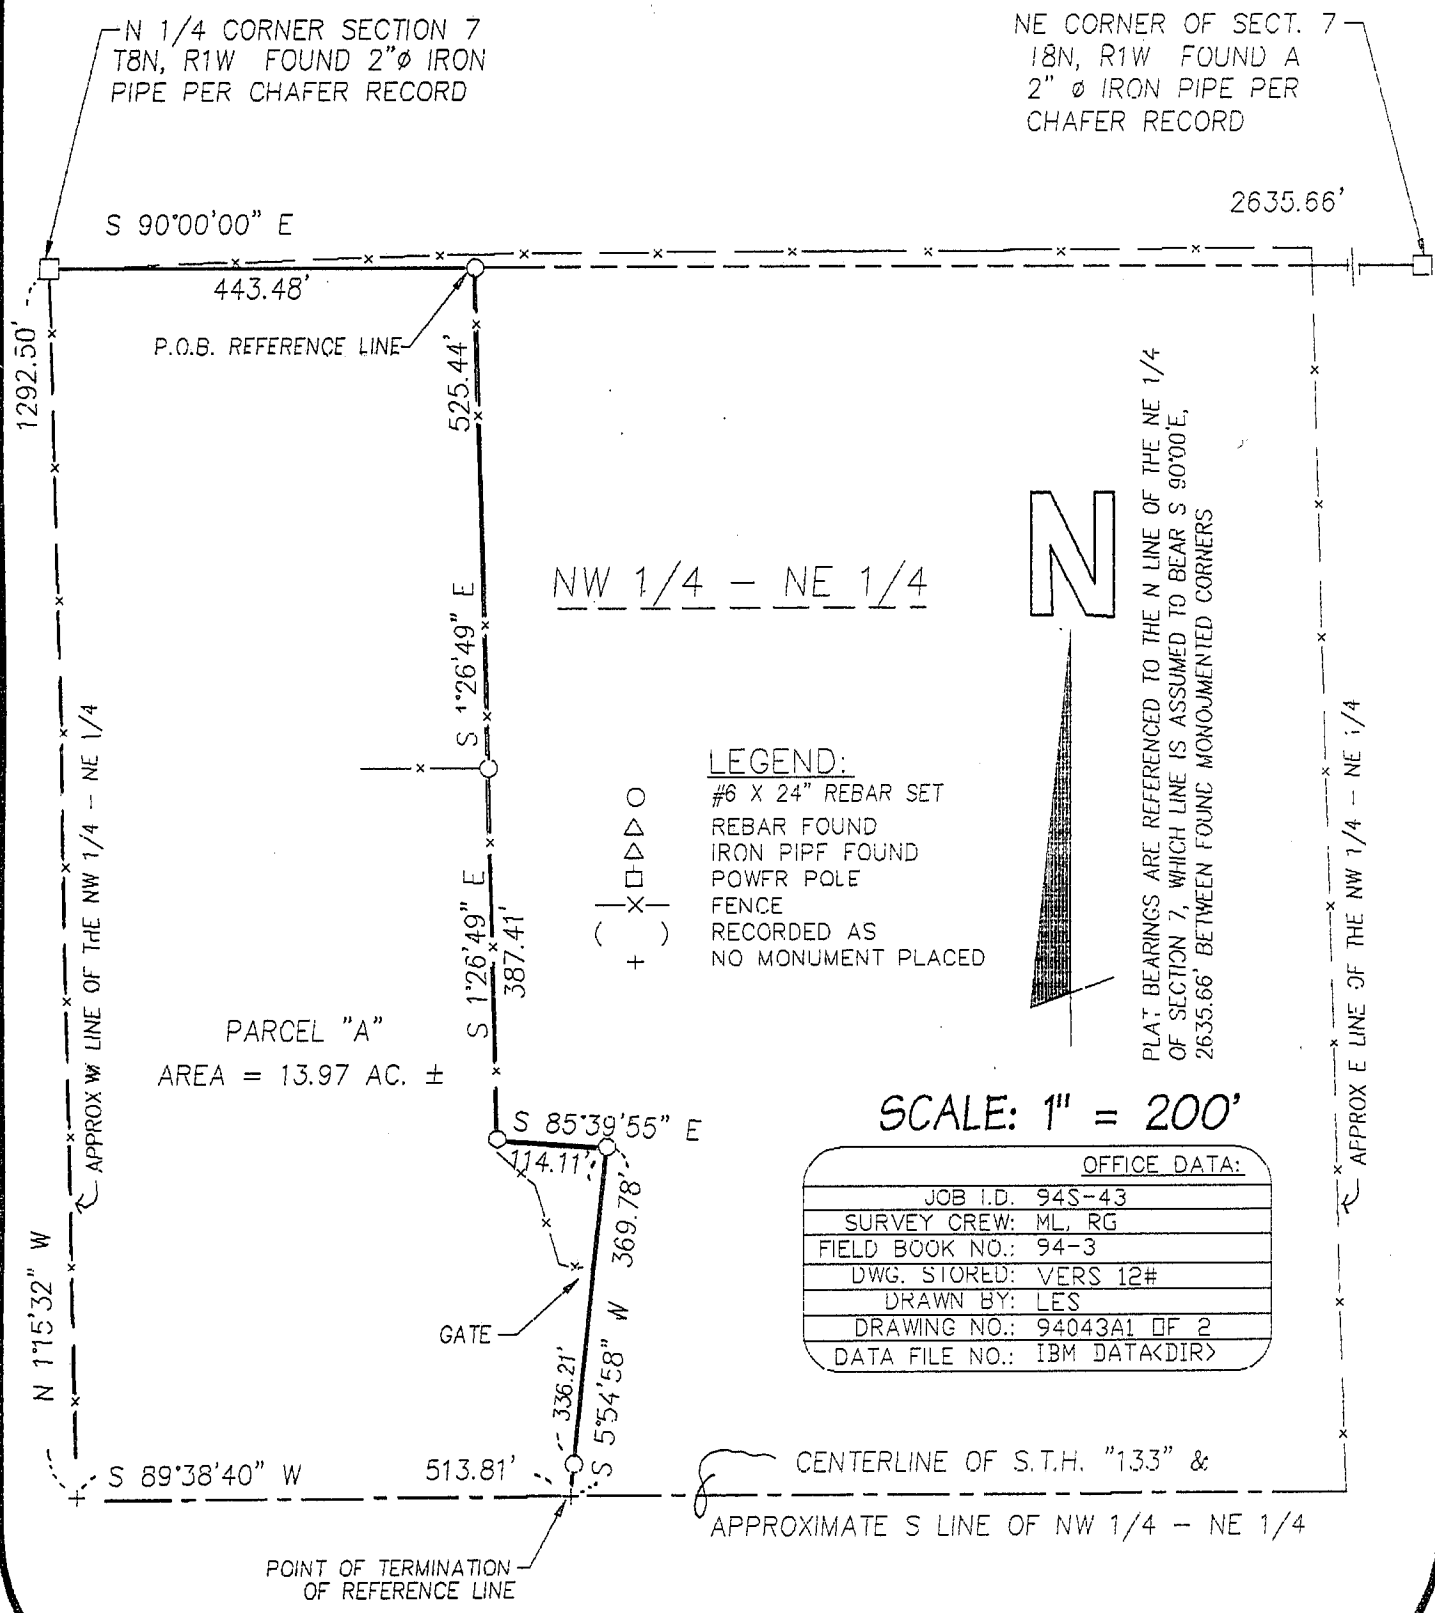 N 1/4 CORNER SECTION 7
T8N, R1W FOUND 2"ø IRON
PIPE PER CHAFER RECORD
NE CORNER OF SECT. 7
18N, R1W FOUND A
2" ø IRON PIPE PER
CHAFER RECORD
2635.66'
S 90°00'00" E
443.48'
P.O.B. REFERENCE LINE
1292.50'
525.44'
S 1°26'49" E
NW 1/4 – NE 1/4
N
PLAT BEARINGS ARE REFERENCED TO THE N LINE OF THE NE 1/4
OF SECTION 7, WHICH LINE IS ASSUMED TO BEAR S 90°00'E,
2635.66' BETWEEN FOUND MONOUMENTED CORNERS
LEGEND:
#6 X 24" REBAR SET
REBAR FOUND
IRON PIPF FOUND
POWFR POLE
FENCE
( ) RECORDED AS
+ NO MONUMENT PLACED
APPROX W LINE OF THE NW 1/4 – NE 1/4
S 1°26'49" E
387.41'
PARCEL "A"
AREA = 13.97 AC. ±
APPROX E LINE OF THE NW 1/4 – NE 1/4
S 85°39'55" E
114.11'
369.78'
SCALE: 1" = 200'
OFFICE DATA:
JOB I.D. 94S-43
SURVEY CREW: ML, RG
FIELD BOOK NO.: 94-3
DWG. STORED: VERS 12#
DRAWN BY: LES
DRAWING NO.: 94043A1 OF 2
DATA FILE NO.: IBM DATA<DIR>
GATE
N 1°15'32" W
336.21'
S 5°54'58" W
S 89°38'40" W
513.81'
CENTERLINE OF S.T.H. "133" &
APPROXIMATE S LINE OF NW 1/4 – NE 1/4
POINT OF TERMINATION
OF REFERENCE LINE